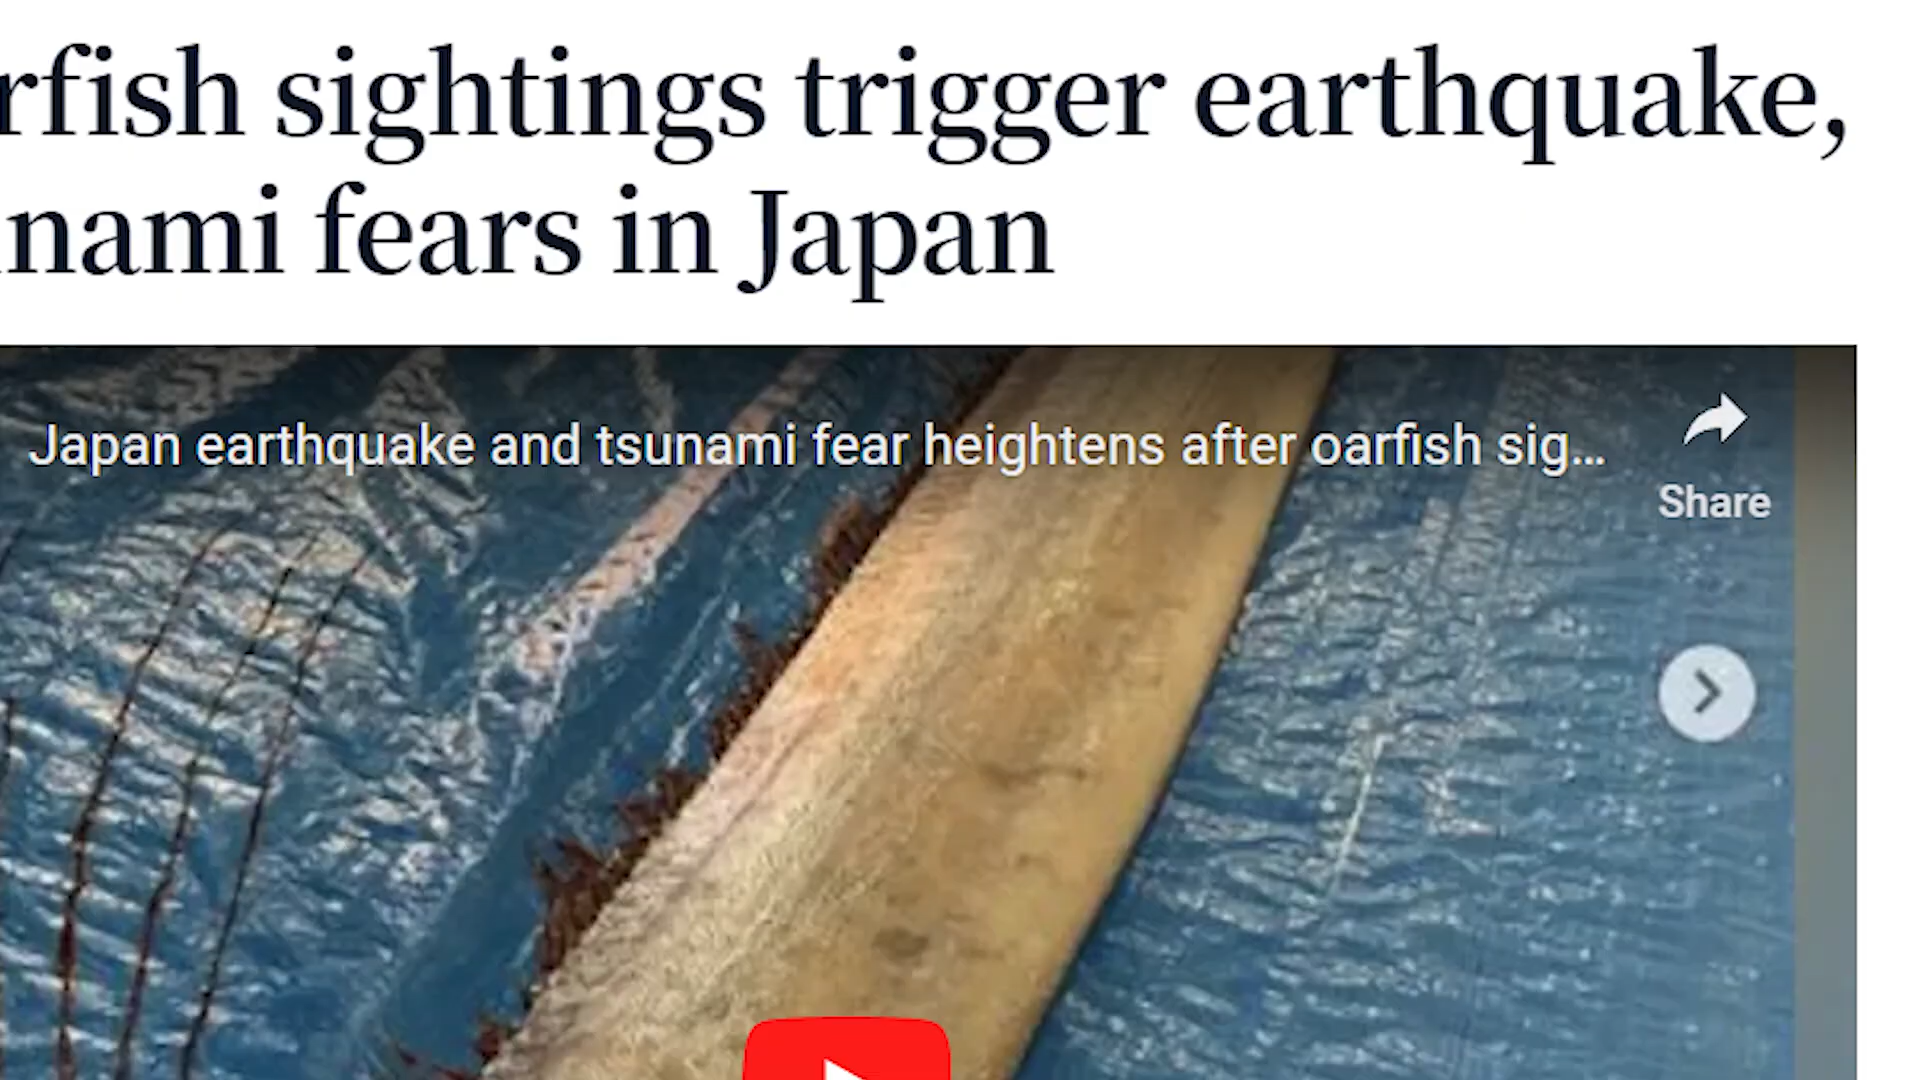 rfish sightings trigger earthquake,
nami fears in Japan
Japan earthquake and tsunami fear heightens after oarfish sig...
Share